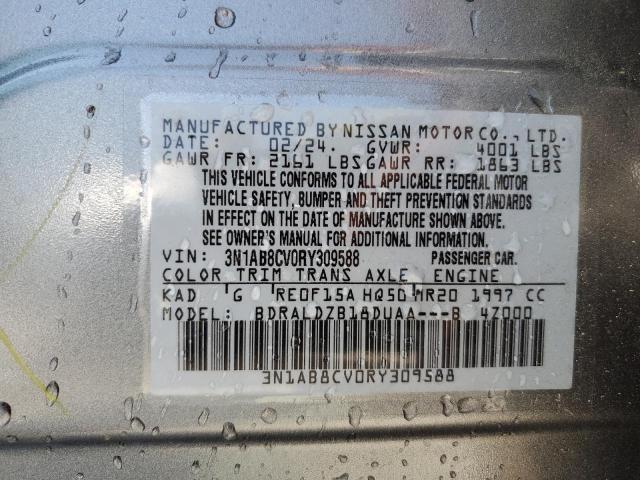 MANUFACTURED BY NISSAN MOTOR CO., LTD.
DATE: 02/24. GVWR: 4001 LBS
GAWR FR: 2161 LBS GAWR RR: 1863 LBS
THIS VEHICLE CONFORMS TO ALL APPLICABLE FEDERAL MOTOR
VEHICLE SAFETY, BUMPER AND THEFT PREVENTION STANDARDS
IN EFFECT ON THE DATE OF MANUFACTURE SHOWN ABOVE.
SEE OWNER'S MANUAL FOR ADDITIONAL INFORMATION.
VIN: 3N1AB8CV0RY309588 PASSENGER CAR.
COLOR TRIM TRANS AXLE ENGINE
KAD G RE0F15A HQ50 MR20 1997 CC
MODEL: BDRALDZB18DUAA---B 4Z000
3N1AB8CV0RY309588